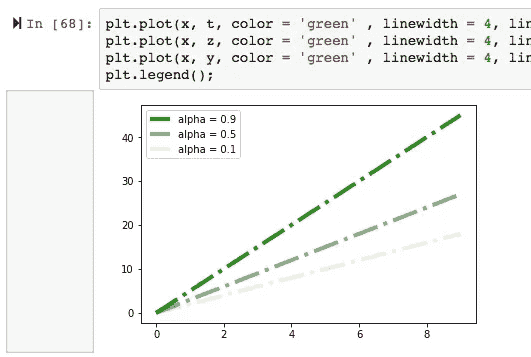 In [68]:
plt.plot(x, t, color = 'green' , linewidth = 4, lin
plt.plot(x, z, color = 'green' , linewidth = 4, lin
plt.plot(x, y, color = 'green' , linewidth = 4, lin
plt.legend();
alpha = 0.9
alpha = 0.5
alpha = 0.1
40
30
20
10
0
0 2 4 6 8